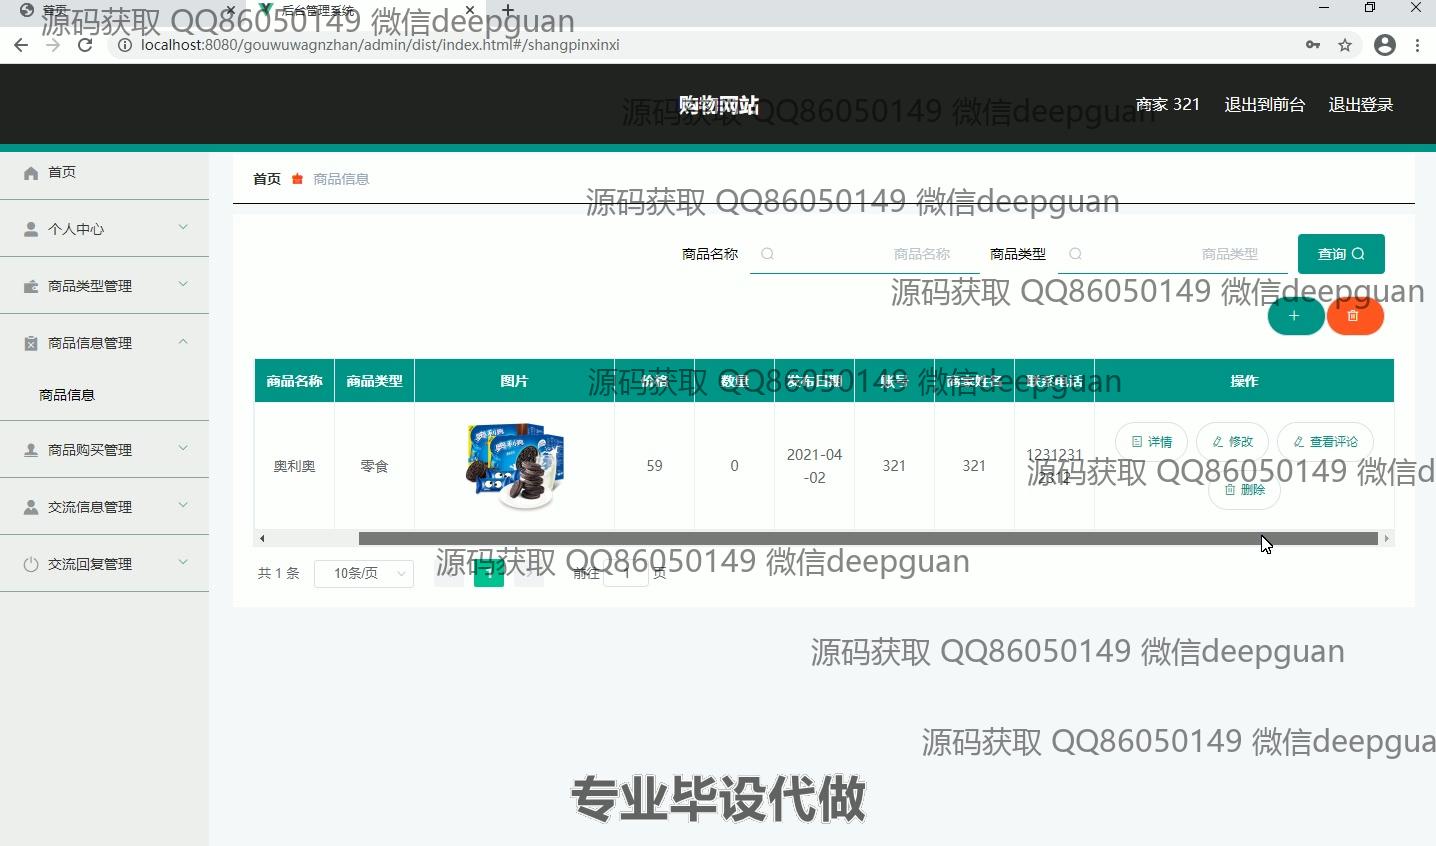 首页
后台管理系统
源码获取 QQ86050149 微信deepguan
localhost:8080/gouwuwagnzhan/admin/dist/index.html#/shangpinxinxi
购物网站
源码获取 QQ86050149 微信deepguan
商家 321 退出到前台 退出登录
首页
个人中心
商品类型管理
商品信息管理
商品信息
商品购买管理
交流信息管理
交流回复管理
首页 商品信息
源码获取 QQ86050149 微信deepguan
商品名称 商品名称 商品类型 商品类型 查询
源码获取 QQ86050149 微信deepguan
商品名称 商品类型 图片 价格 数量 发布日期 账号 商家姓名 联系电话 操作
源码获取 QQ86050149 微信deepguan
奥利奥 零食 59 0 2021-04-02 321 321 12312312312
奥利奥
奥利奥
详情 修改 查看评论
删除
源码获取 QQ86050149 微信d
共 1 条 10条/页 1 前往 1 页
源码获取 QQ86050149 微信deepguan
源码获取 QQ86050149 微信deepguan
源码获取 QQ86050149 微信deepgua
专业毕设代做